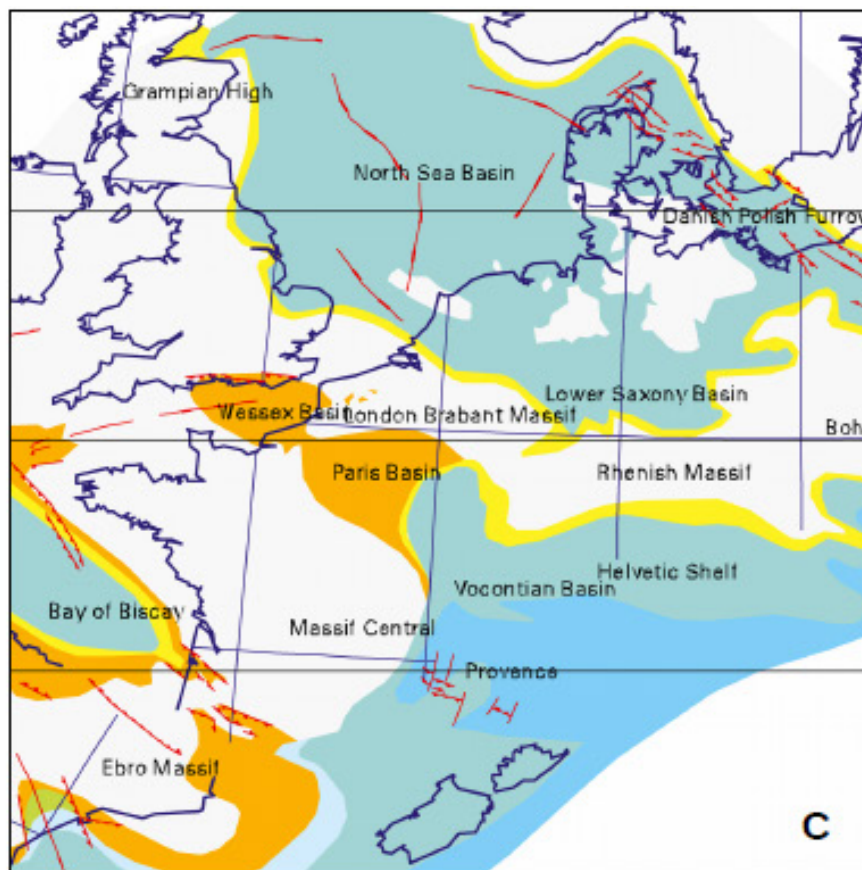 Grampian High
North Sea Basin
Danish Polish Furrow
Lower Saxony Basin
Wessex Basin
London Brabant Massif
Boh
Paris Basin
Rhenish Massif
Helvetic Shelf
Vocontian Basin
Bay of Biscay
Massif Central
Provence
Ebro Massif
C